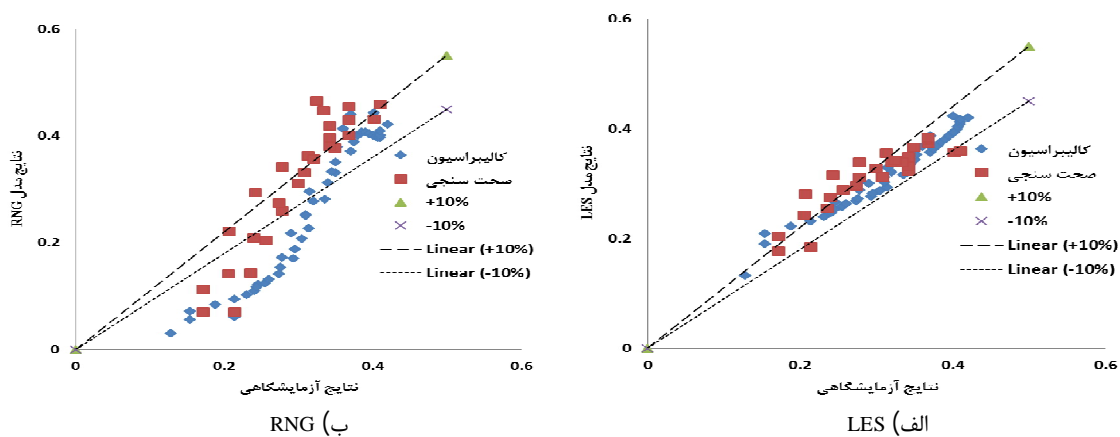 0.6
0.4
0.2
0
0.2
0.4
0.6
نتایج مدل LES
نتایج آزمایشگاهی
کالیبراسیون
صحت سنجی
+10%
-10%
Linear (+10%)
Linear (-10%)
الف) LES
0.6
0.4
0.2
0
0
0.2
0.4
0.6
نتایج مدل RNG
نتایج آزمایشگاهی
کالیبراسیون
صحت سنجی
+10%
-10%
Linear (+10%)
Linear (-10%)
ب) RNG
0